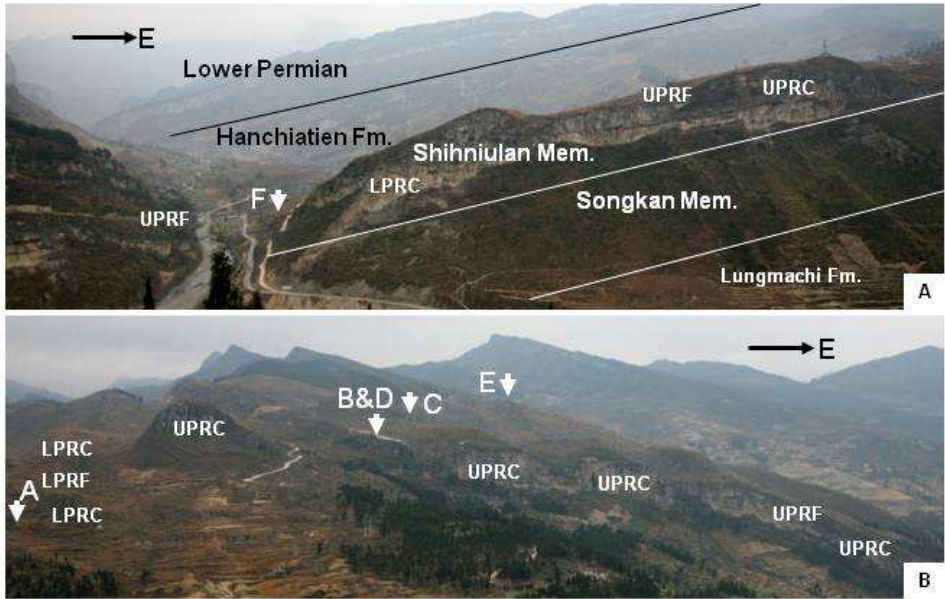 E
Lower Permian
UPRF UPRC
Hanchiatien Fm.
Shihniulan Mem.
LPRC
F
Songkan Mem.
UPRF
Lungmachi Fm.
A
E
E
B&D C
UPRC
LPRC
UPRC
UPRC
LPRF
A
LPRC
UPRF
UPRC
B